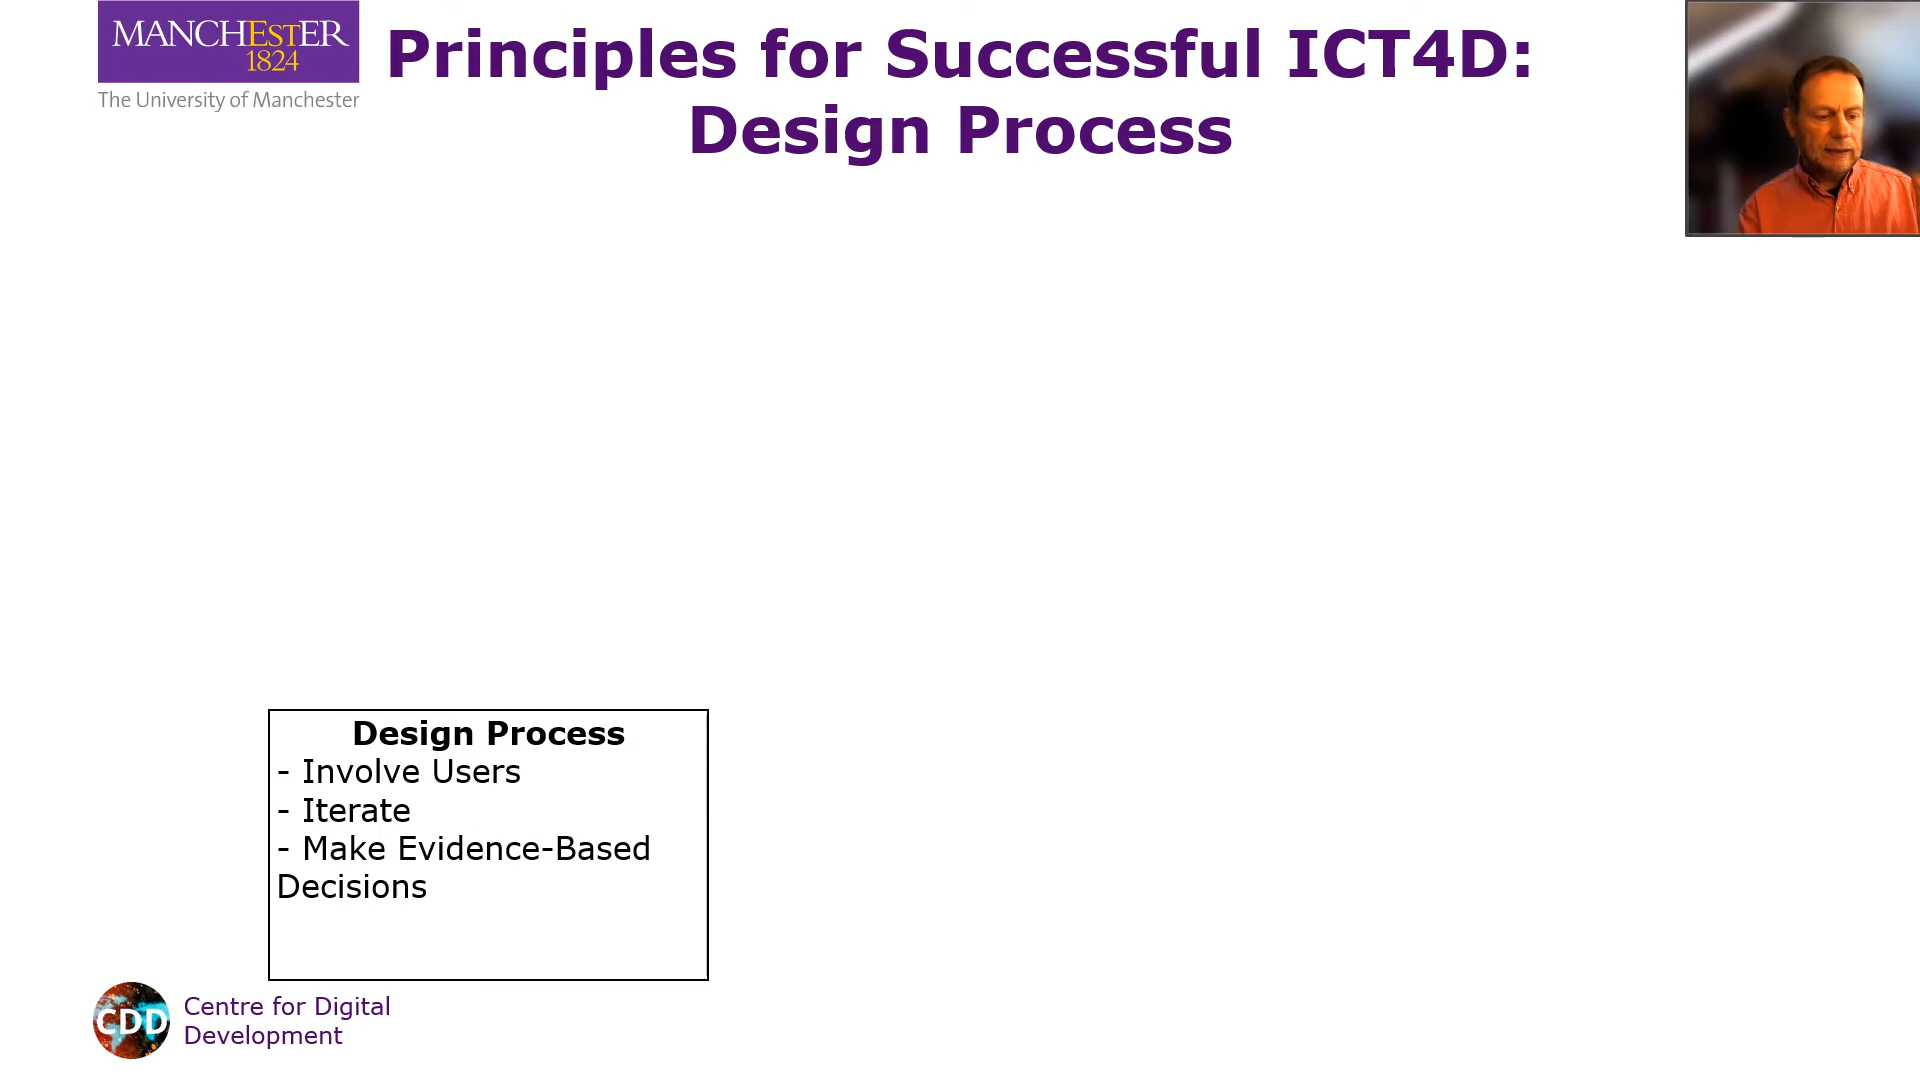 MANCHESTER
1824
The University of Manchester
Principles for Successful ICT4D:
Design Process
Design Process
- Involve Users
- Iterate
- Make Evidence-Based
Decisions
CDD
Centre for Digital
Development